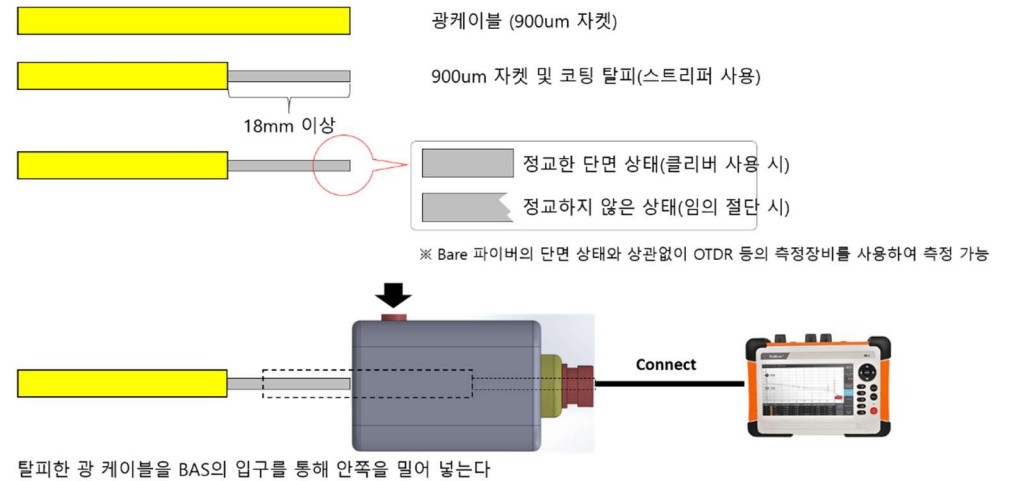 광케이블 (900um 자켓)
900um 자켓 및 코팅 탈피(스트리퍼 사용)
18mm 이상
정교한 단면 상태(클리버 사용 시)
정교하지 않은 상태(임의 절단 시)
※ Bare 파이버의 단면 상태와 상관없이 OTDR 등의 측정장비를 사용하여 측정 가능
Connect
탈피한 광 케이블을 BAS의 입구를 통해 안쪽을 밀어 넣는다